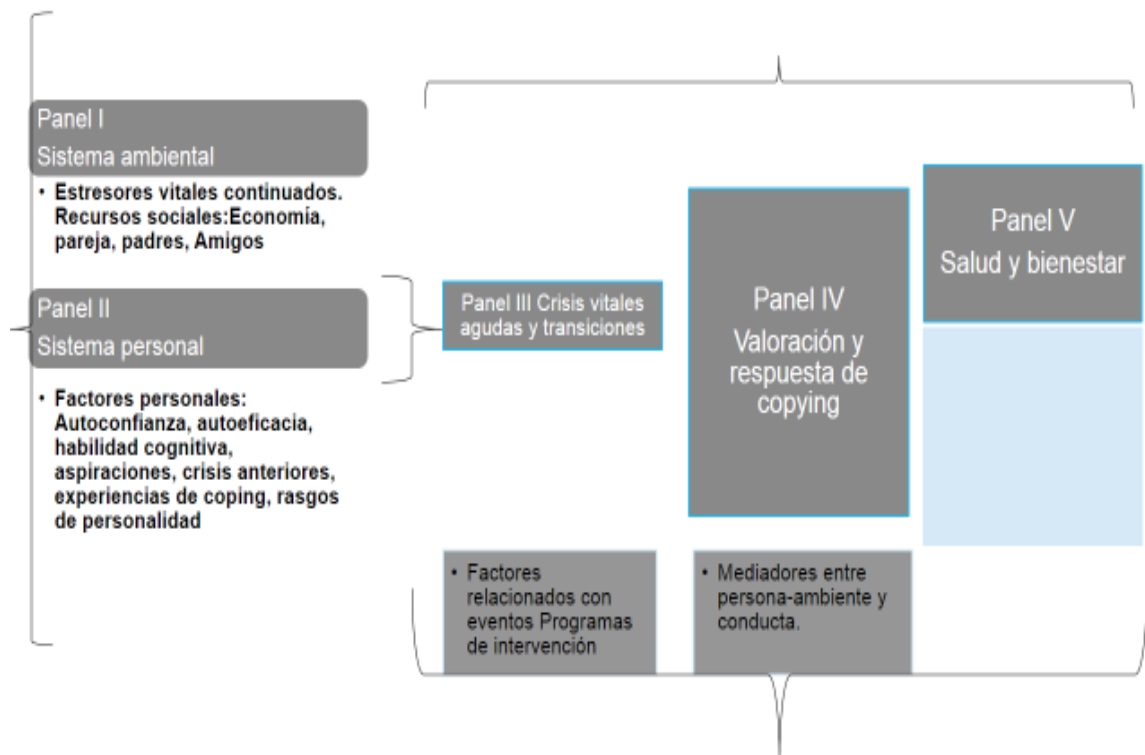 Panel I
Sistema ambiental
• Estresores vitales continuados.
Recursos sociales:Economía,
pareja, padres, Amigos
Panel II
Sistema personal
• Factores personales:
Autoconfianza, autoeficacia,
habilidad cognitiva,
aspiraciones, crisis anteriores,
experiencias de coping, rasgos
de personalidad
Panel III Crisis vitales
agudas y transiciones
• Factores
relacionados con
eventos Programas
de intervención
Panel IV
Valoración y
respuesta de
copying
• Mediadores entre
persona-ambiente y
conducta.
Panel V
Salud y bienestar